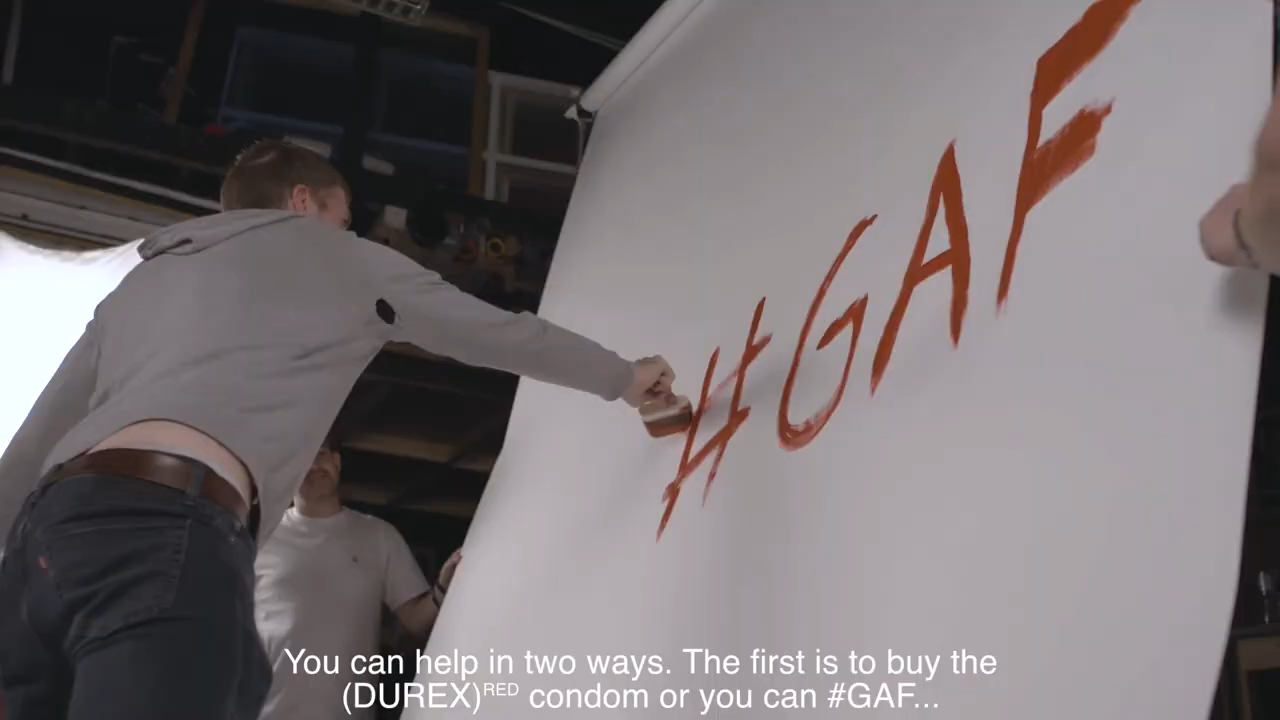 #GAF
You can help in two ways. The first is to buy the
(DUREX)RED condom or you can #GAF...